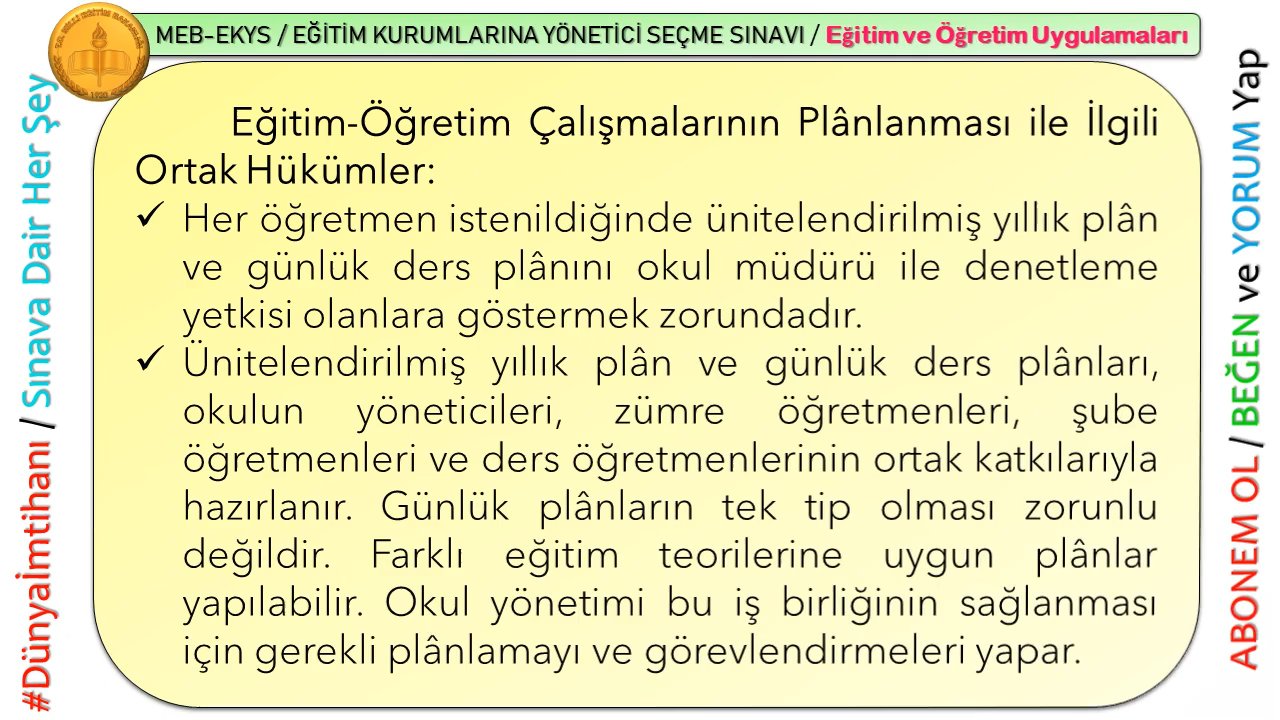 MEB-EKYS / EĞİTİM KURUMLARINA YÖNETİCİ SEÇME SINAVI / Eğitim ve Öğretim Uygulamaları
#Dünyaİmtihanı / Sınava Dair Her Şey
Eğitim-Öğretim Çalışmalarının Plânlanması ile İlgili
Ortak Hükümler:
✓ Her öğretmen istenildiğinde ünitelendirilmiş yıllık plân
ve günlük ders plânını okul müdürü ile denetleme
yetkisi olanlara göstermek zorundadır.
✓ Ünitelendirilmiş yıllık plân ve günlük ders plânları,
okulun yöneticileri, zümre öğretmenleri, şube
öğretmenleri ve ders öğretmenlerinin ortak katkılarıyla
hazırlanır. Günlük plânların tek tip olması zorunlu
değildir. Farklı eğitim teorilerine uygun plânlar
yapılabilir. Okul yönetimi bu iş birliğinin sağlanması
için gerekli plânlamayı ve görevlendirmeleri yapar.
ABONEM OL / BEĞEN ve YORUM Yap